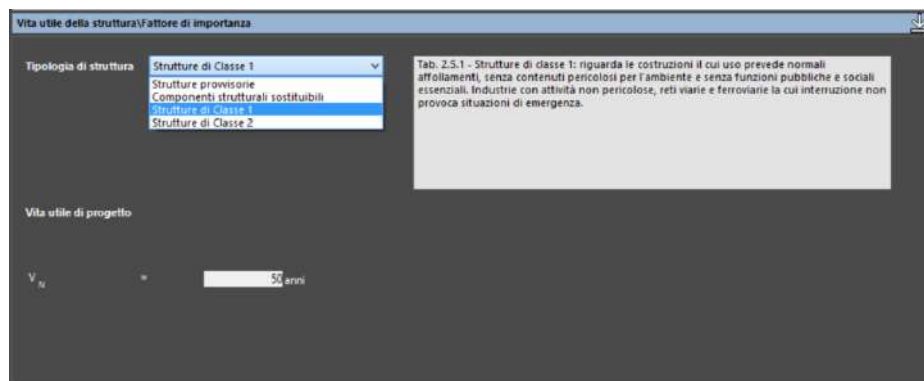 Vita utile della struttura\Fattore di importanza
Tipologia di struttura
Strutture di Classe 1
Strutture provvisorie
Componenti strutturali sostituibili
Strutture di Classe 1
Strutture di Classe 2
Tab. 2.5.1 - Strutture di classe 1: riguarda le costruzioni il cui uso prevede normali
affollamenti, senza contenuti pericolosi per l'ambiente e senza funzioni pubbliche e sociali
essenziali. Industrie con attività non pericolose, reti viarie e ferroviarie la cui interruzione non
provoca situazioni di emergenza.
Vita utile di progetto
V N = 50 anni